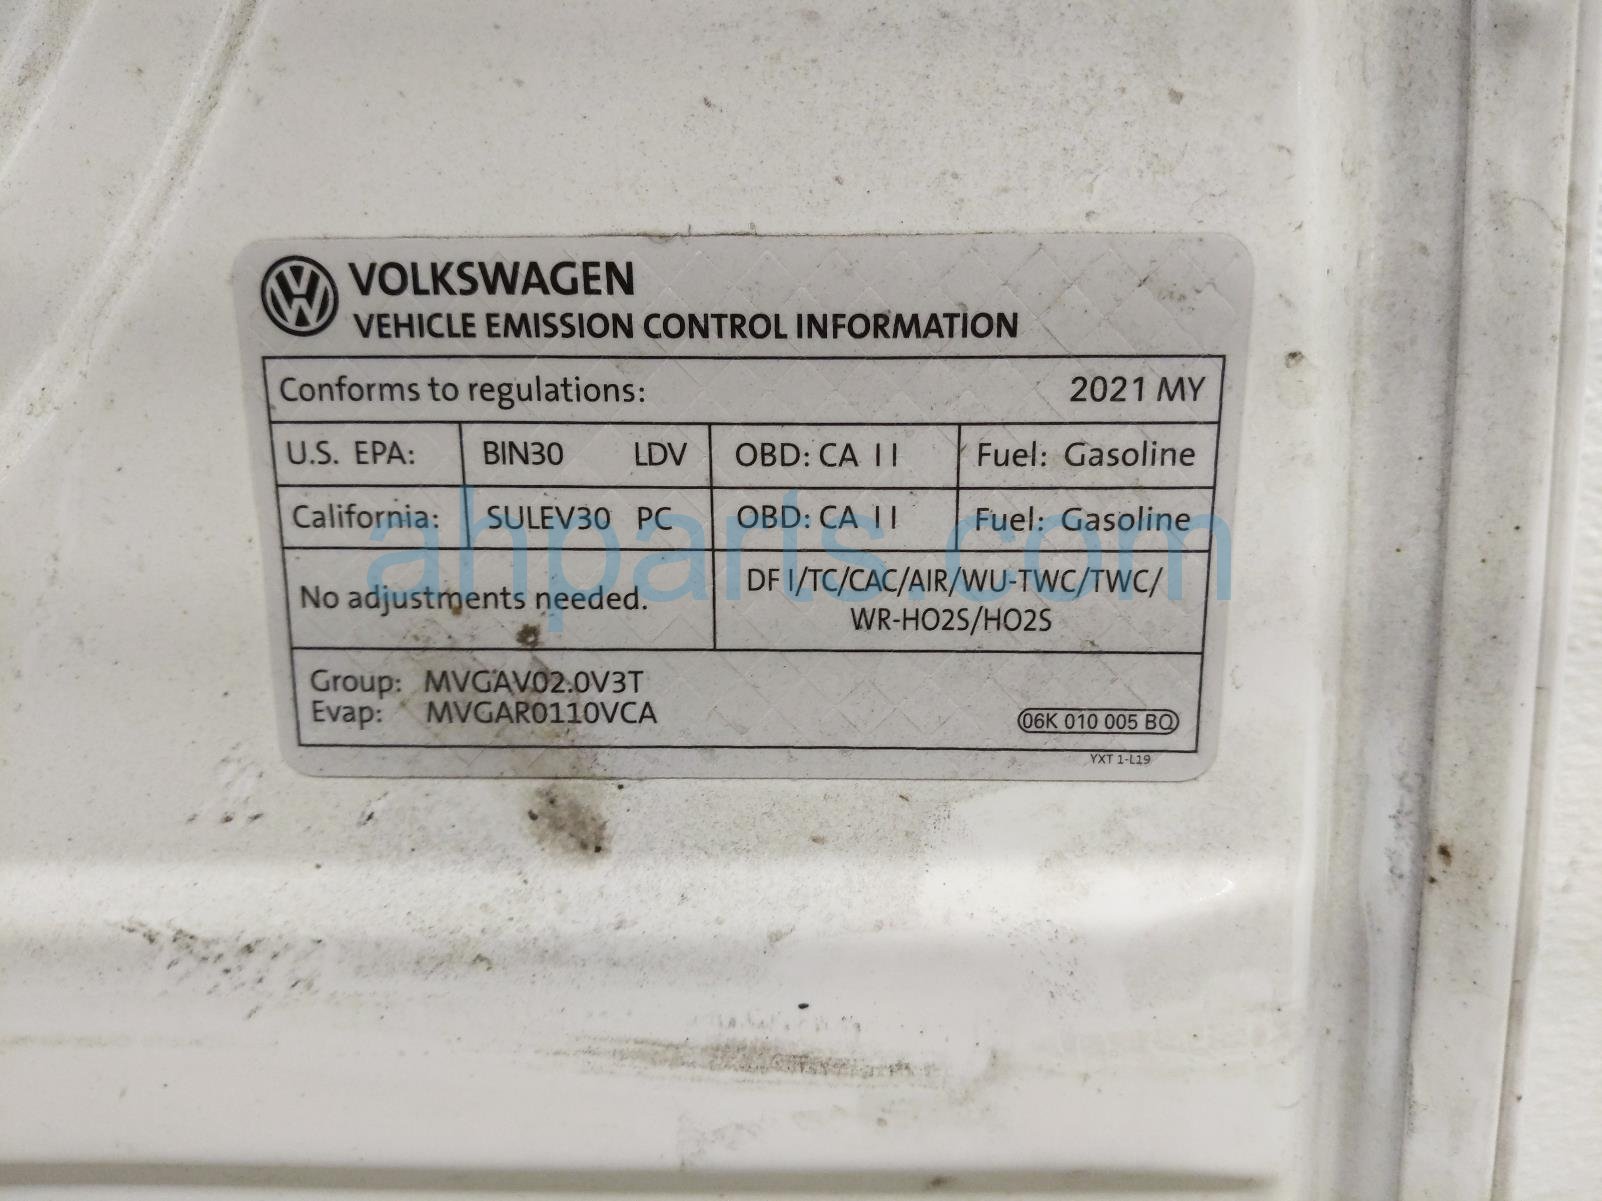 VOLKSWAGEN
VEHICLE EMISSION CONTROL INFORMATION
Conforms to regulations: 2021 MY
U.S. EPA: BIN30 LDV OBD: CA II Fuel: Gasoline
California: SULEV30 PC OBD: CA II Fuel: Gasoline
No adjustments needed.
DFI/TC/CAC/AIR/WU-TWC/TWC/
WR-HO2S/HO2S
Group: MVGAV02.0V3T
Evap: MVGAR0110VCA
06K 010 005 BQ
YXT 1-L19
ahparts.com